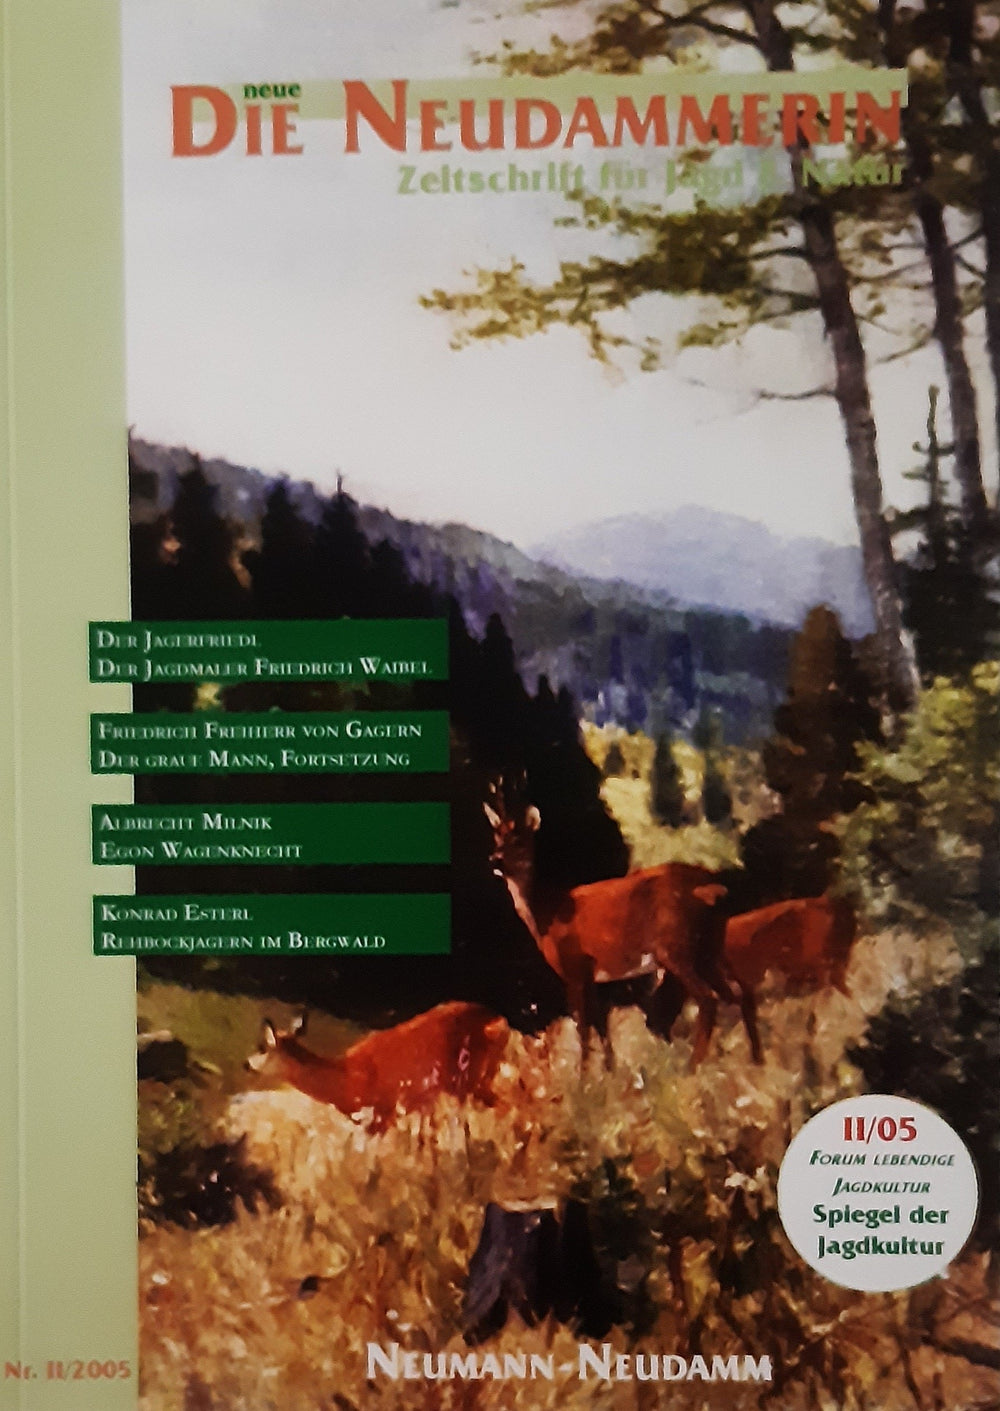 neue
DIE NEUDAMMERIN
Zeitschrift für Jagd & Natur
DER JAGERFRIEDL
DER JAGDMALER FRIEDRICH WAIBEL
FRIEDRICH FREIHERR VON GAGERN
DER GRAUE MANN, FORTSETZUNG
ALBRECHT MILNIK
EGON WAGENKNECHT
KONRAD ESTERL
REHBOCKJAGERN IM BERGWALD
II/05
FORUM LEBENDIGE
JAGDKULTUR
Spiegel der
Jagdkultur
NEUMANN-NEUDAMM
Nr. II/2005